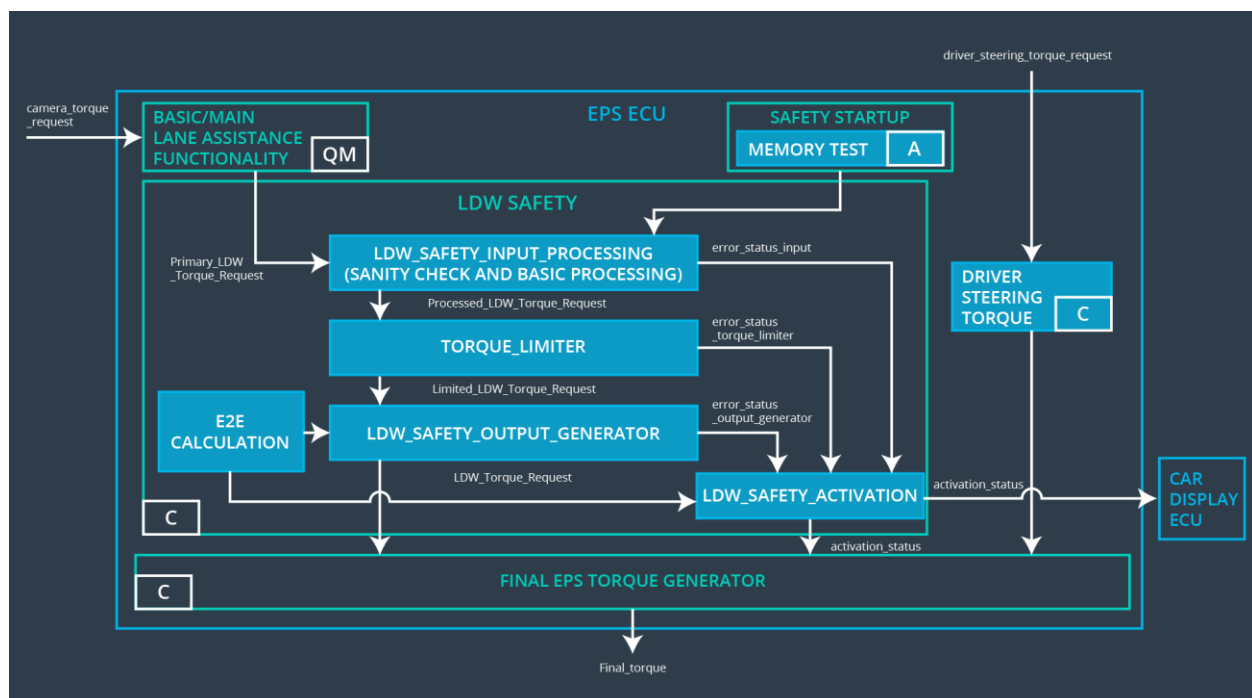 driver_steering_torque_request
camera_torque
_request
EPS ECU
BASIC/MAIN
LANE ASSISTANCE
FUNCTIONALITY
QM
SAFETY STARTUP
MEMORY TEST
A
LDW SAFETY
Primary_LDW
_Torque_Request
LDW_SAFETY_INPUT_PROCESSING
(SANITY CHECK AND BASIC PROCESSING)
error_status_input
DRIVER
STEERING
TORQUE
C
Processed_LDW_Torque_Request
TORQUE_LIMITER
error_status
_torque_limiter
Limited_LDW_Torque_Request
E2E
CALCULATION
LDW_SAFETY_OUTPUT_GENERATOR
error_status
_output_generator
LDW_Torque_Request
LDW_SAFETY_ACTIVATION
activation_status
CAR
DISPLAY
ECU
C
activation_status
FINAL EPS TORQUE GENERATOR
C
Final_torque